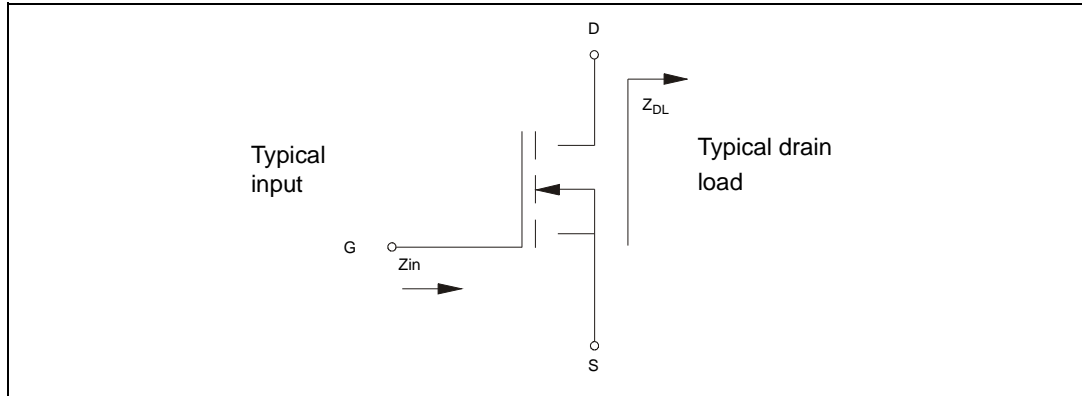 D
Z_DL
Typical
input
Typical drain
load
G
Zin
S